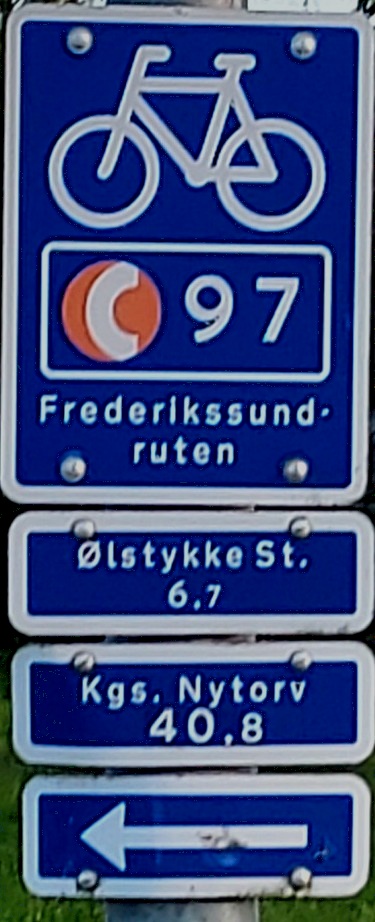 C 97
Frederikssund-
ruten
Ølstykke St.
6,7
Kgs. Nytorv
40,8